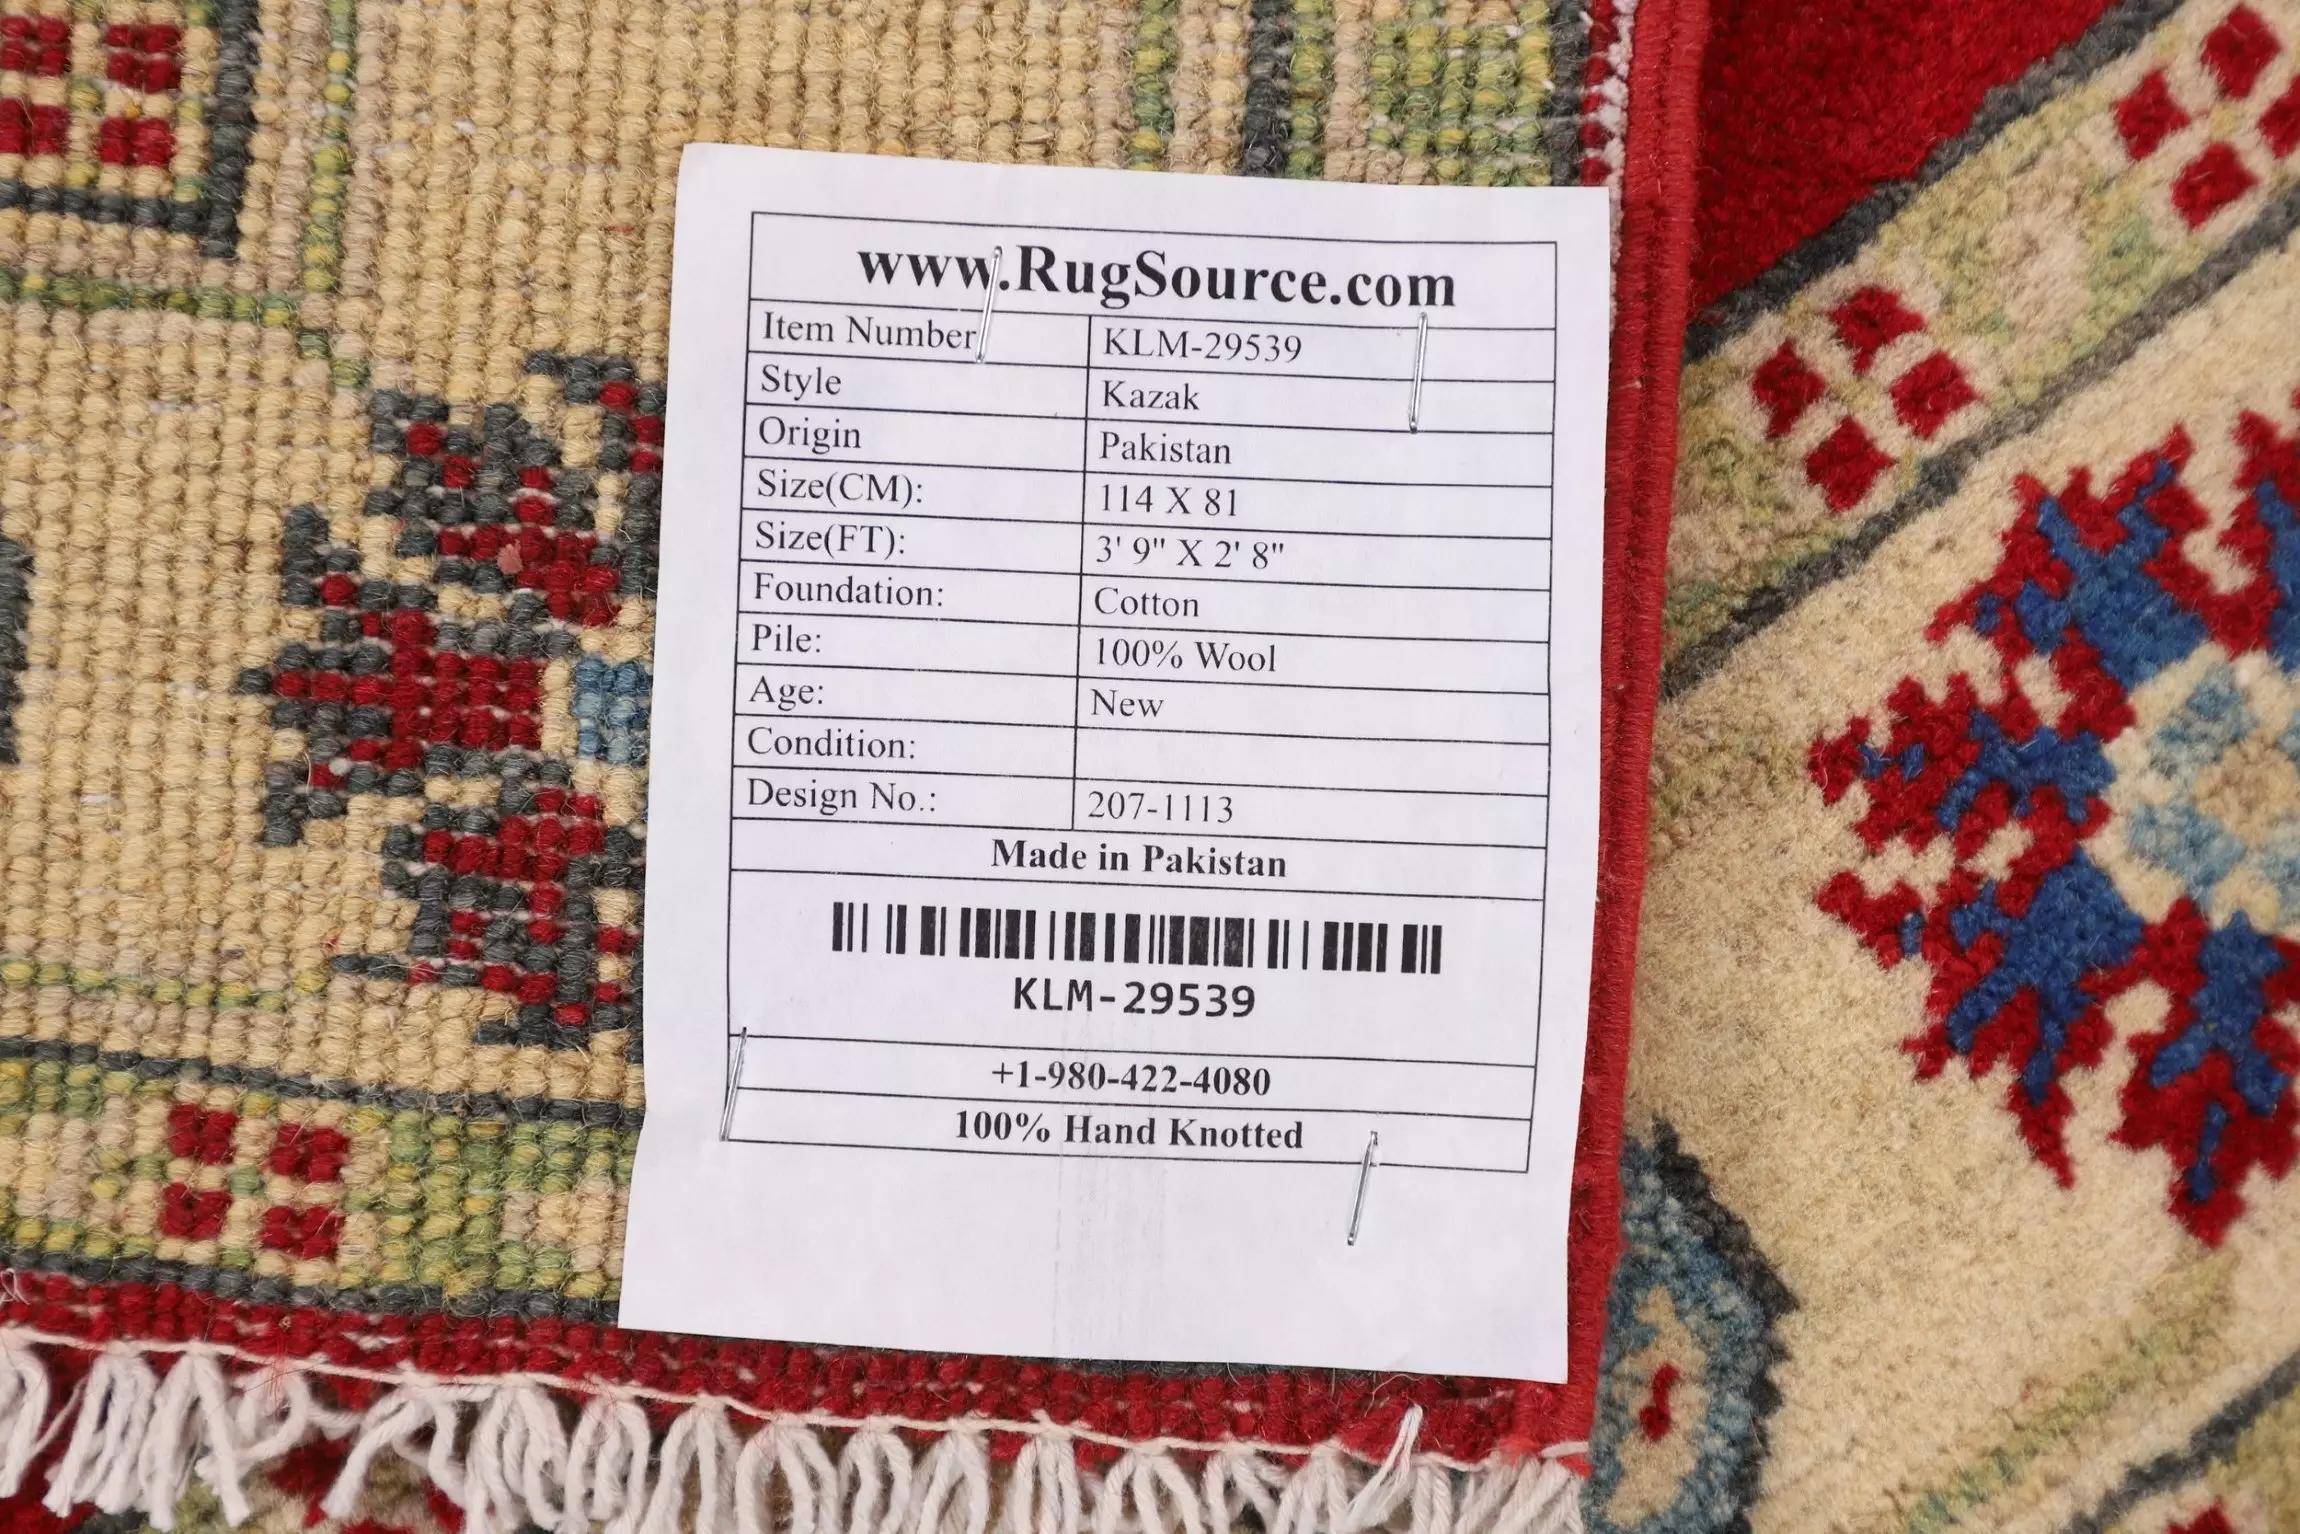 www.RugSource.com
Item Number KLM-29539
Style Kazak
Origin Pakistan
Size(CM): 114 X 81
Size(FT): 3' 9" X 2' 8"
Foundation: Cotton
Pile: 100% Wool
Age: New
Condition:
Design No.: 207-1113
Made in Pakistan
KLM-29539
+1-980-422-4080
100% Hand Knotted